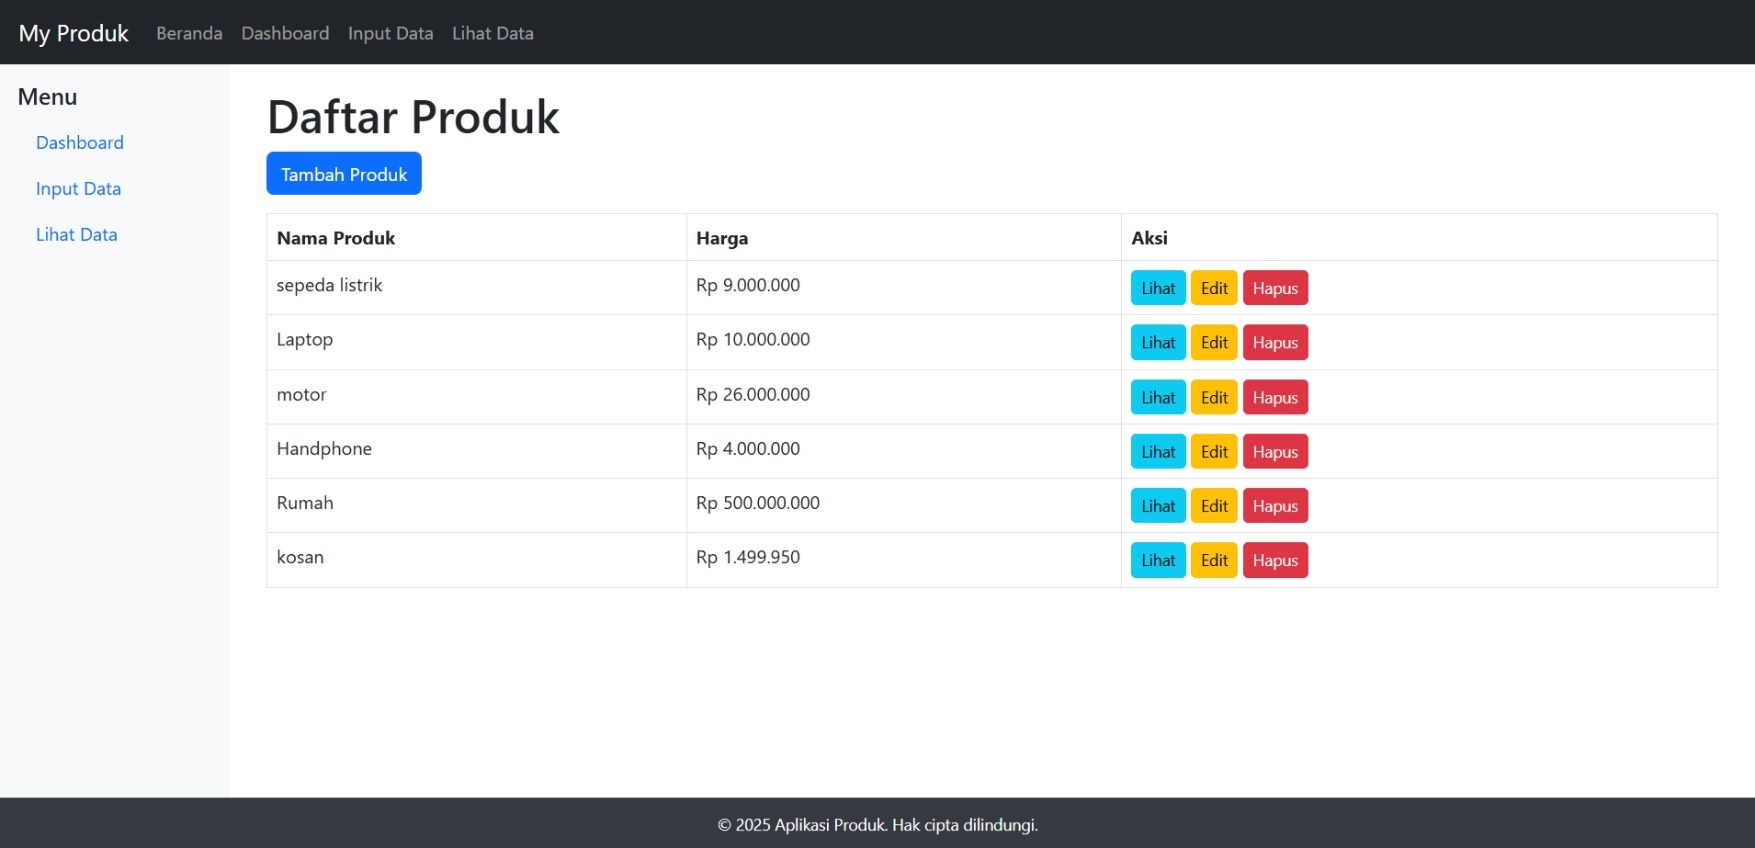 My Produk Beranda Dashboard Input Data Lihat Data
Menu
Dashboard
Input Data
Lihat Data
Daftar Produk
Tambah Produk
Nama Produk Harga Aksi
sepeda listrik Rp 9.000.000 Lihat Edit Hapus
Laptop Rp 10.000.000 Lihat Edit Hapus
motor Rp 26.000.000 Lihat Edit Hapus
Handphone Rp 4.000.000 Lihat Edit Hapus
Rumah Rp 500.000.000 Lihat Edit Hapus
kosan Rp 1.499.950 Lihat Edit Hapus
© 2025 Aplikasi Produk. Hak cipta dilindungi.